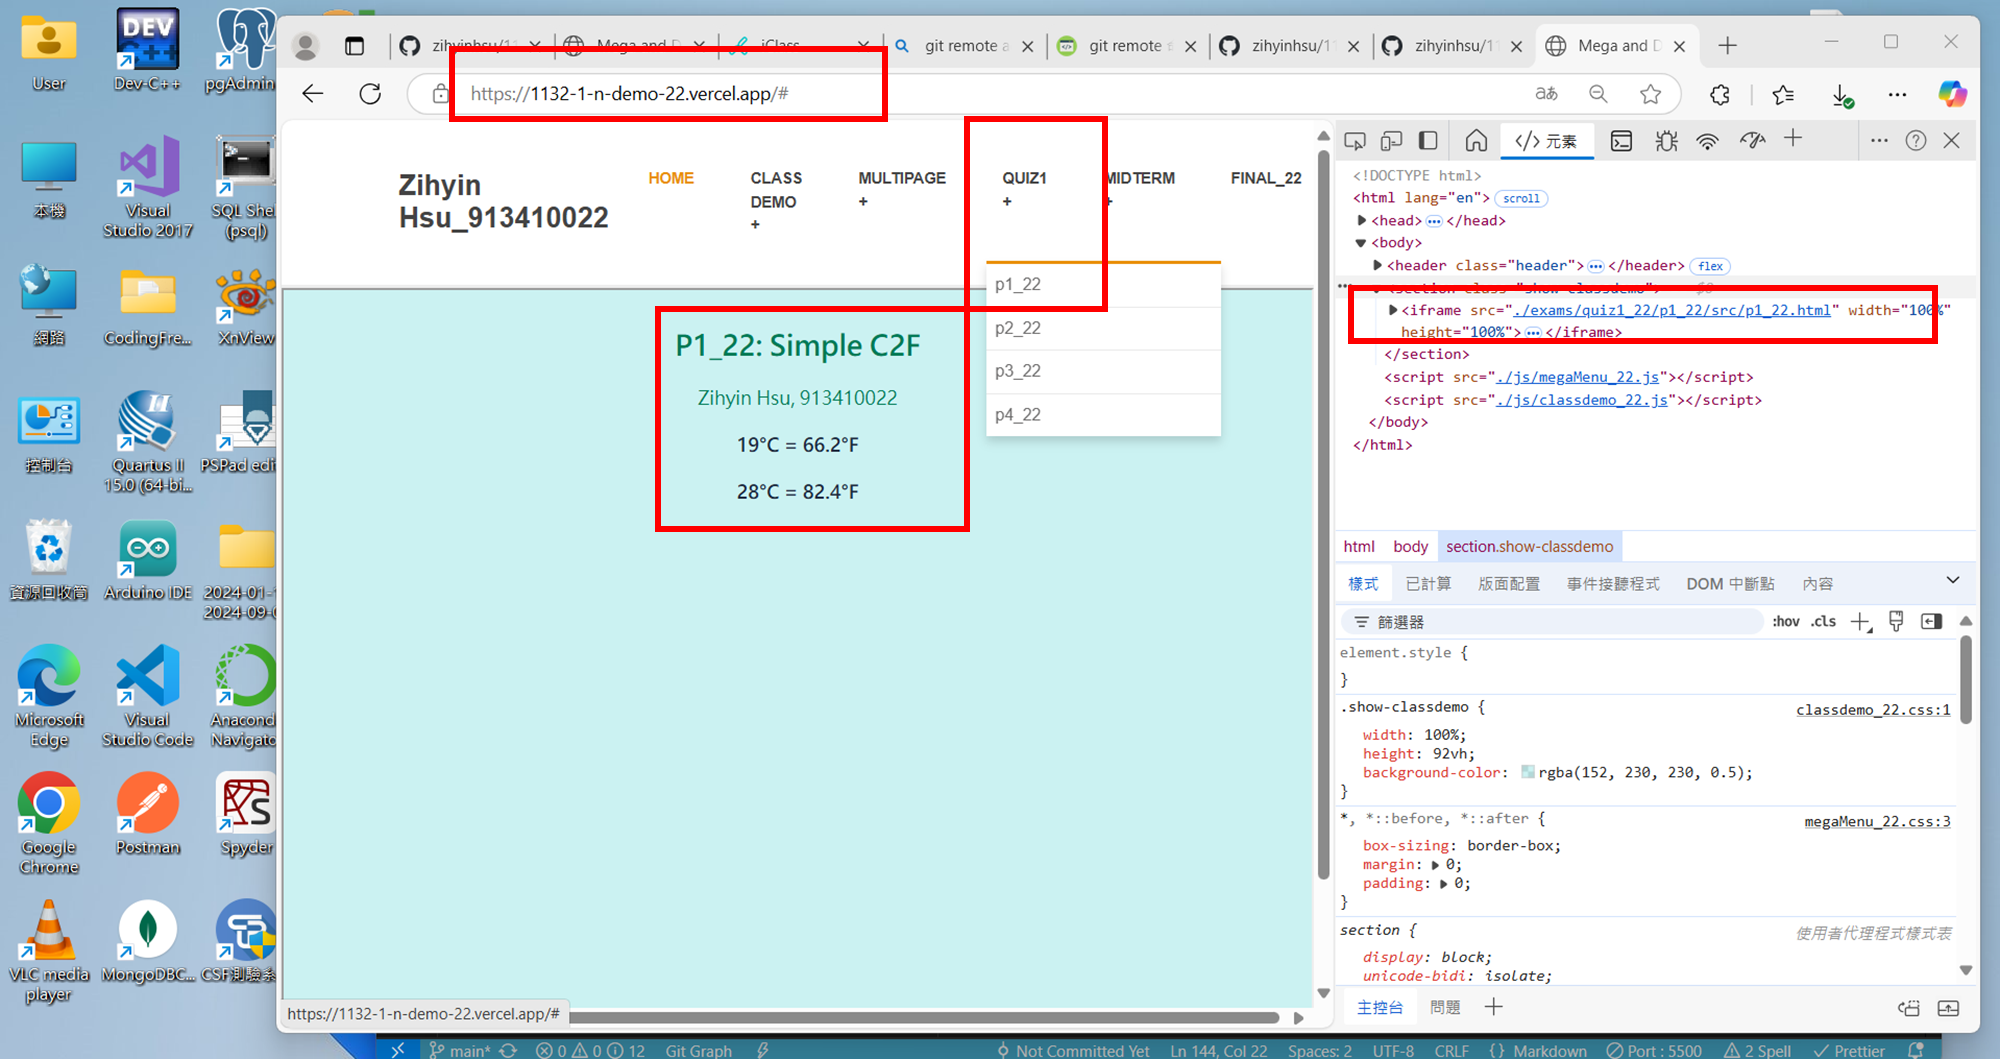 User
Dev-C++
pgAdmin
本機
Visual Studio 2017
SQL She
(psql)
網路
CodingFre...
XnView
控制台
Quartus II
15.0 (64-bi...
PSPad edi
資源回收筒
Arduino IDE
2024-01-
2024-09-
Microsoft
Edge
Visual
Studio Code
Anacond
Navigato
Google
Chrome
Postman
Spyder
VLC media
player
MongoDBC...
CSF測驗系
zihyinhsu/11
Mega and D
iClass
git remote a
git remote
zihyinhsu/11
zihyinhsu/11
Mega and D
https://1132-1-n-demo-22.vercel.app/#
Zihyin
Hsu_913410022
HOME
CLASS
DEMO
+
MULTIPAGE
+
QUIZ1
+
MIDTERM
+
FINAL_22
p1_22
p2_22
p3_22
p4_22
P1_22: Simple C2F
Zihyin Hsu, 913410022
19°C = 66.2°F
28°C = 82.4°F
https://1132-1-n-demo-22.vercel.app/#
元素
<!DOCTYPE html>
<html lang="en"> scroll
<head> ... </head>
<body>
<header class="header"> ... </header> flex
<section class="show-classdemo"> == $0
<iframe src="./exams/quiz1_22/p1_22/src/p1_22.html" width="100%"
height="100%"> ... </iframe>
</section>
<script src="./js/megaMenu_22.js"></script>
<script src="./js/classdemo_22.js"></script>
</body>
</html>
html body section.show-classdemo
樣式 已計算 版面配置 事件接聽程式 DOM 中斷點 內容
篩選器 :hov .cls
element.style {
}
.show-classdemo { classdemo_22.css:1
width: 100%;
height: 92vh;
background-color: rgba(152, 230, 230, 0.5);
}
*, *::before, *::after { megaMenu_22.css:3
box-sizing: border-box;
margin: 0;
padding: 0;
}
section { 使用者代理程式樣式表
display: block;
unicode-bidi: isolate;
主控台 問題
main* 0 0 12 Git Graph Not Committed Yet Ln 144, Col 22 Spaces: 2 UTF-8 CRLF {} Markdown Port : 5500 2 Spell Prettier